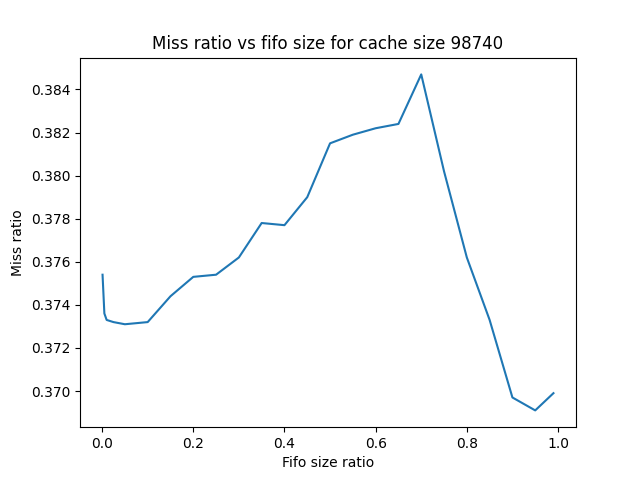 Miss ratio vs fifo size for cache size 98740
0.384
0.382
0.380
0.378
0.376
0.374
0.372
0.370
Miss ratio
0.0 0.2 0.4 0.6 0.8 1.0
Fifo size ratio